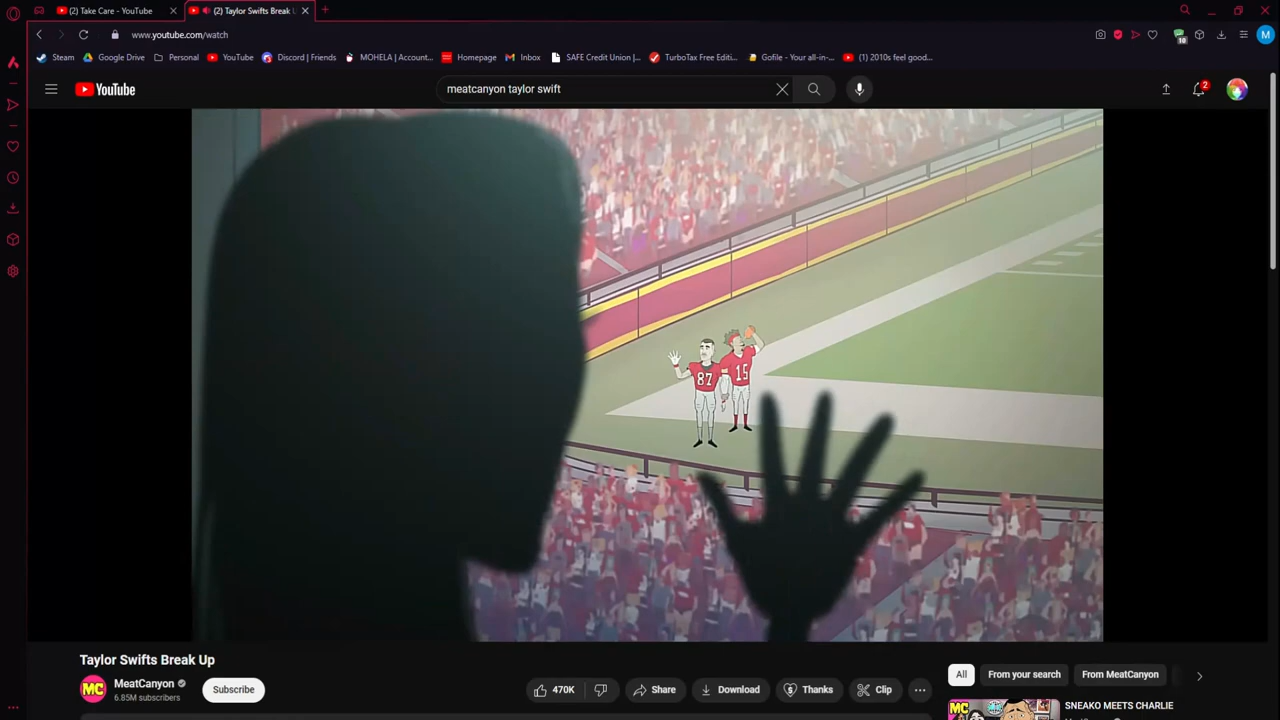 (2) Take Care - YouTube
(2) Taylor Swifts Break U
www.youtube.com/watch
10
M
Steam
Google Drive
Personal
YouTube
Discord | Friends
MOHELA | Account...
Homepage
Inbox
SAFE Credit Union,...
TurboTax Free Editi...
Gofile - Your all-in-...
(1) 2010s feel good...
YouTube
meatcanyon taylor swift
2
87
15
Taylor Swifts Break Up
MC
MeatCanyon
6.85M subscribers
Subscribe
470K
Share
Download
Thanks
Clip
All
From your search
From MeatCanyon
MC
SNEAKO MEETS CHARLIE